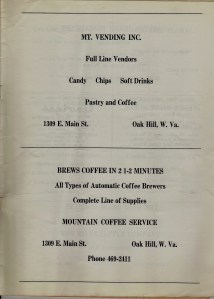 MT. VENDING INC.
Full Line Vendors
Candy Chips Soft Drinks
Pastry and Coffee
1309 E. Main St. Oak Hill, W. Va.
BREWS COFFEE IN 2 1-2 MINUTES
All Types of Automatic Coffee Brewers
Complete Line of Supplies
MOUNTAIN COFFEE SERVICE
1309 E. Main St. Oak Hill, W. Va.
Phone 469-2411